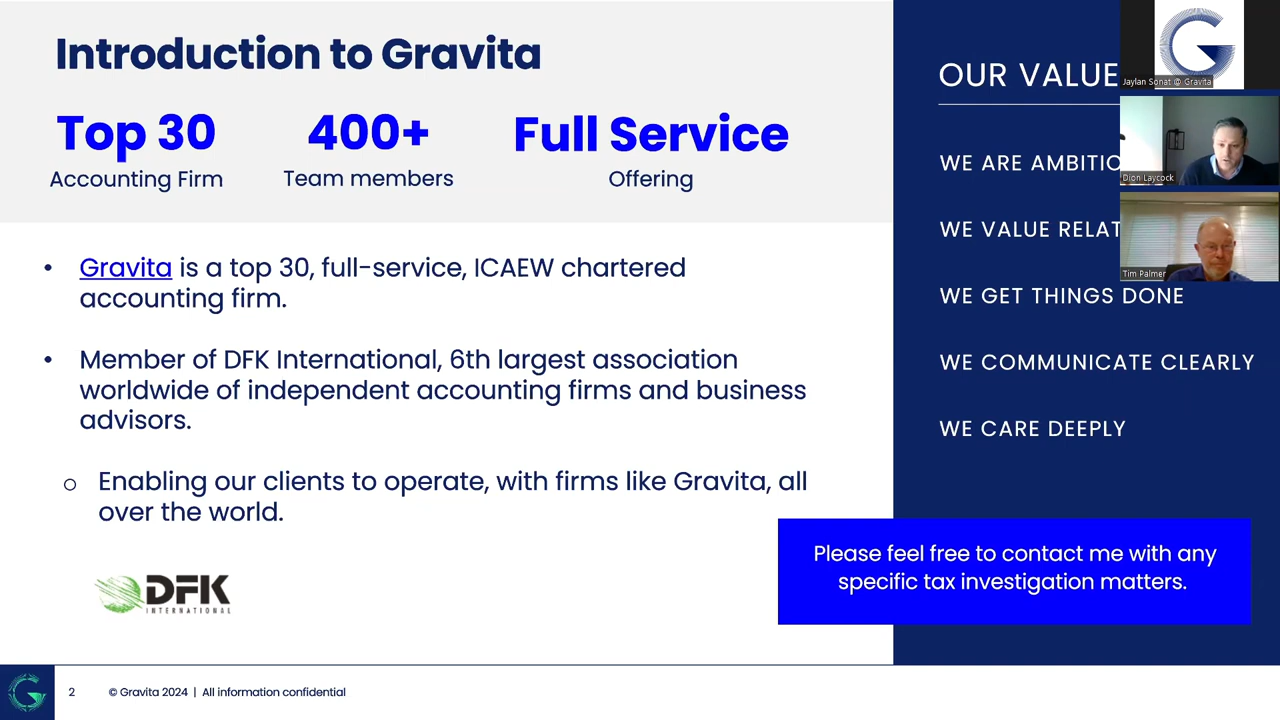 Introduction to Gravita
Top 30
Accounting Firm
400+
Team members
Full Service
Offering
• Gravita is a top 30, full-service, ICAEW chartered
accounting firm.
• Member of DFK International, 6th largest association
worldwide of independent accounting firms and business
advisors.
o Enabling our clients to operate, with firms like Gravita, all
over the world.
DFK
INTERNATIONAL
OUR VALUE
WE ARE AMBITIO
WE VALUE RELAT
WE GET THINGS DONE
WE COMMUNICATE CLEARLY
WE CARE DEEPLY
Jaylan Sonat @ Gravita
Dion Laycock
Tim Palmer
Please feel free to contact me with any
specific tax investigation matters.
2
© Gravita 2024 | All information confidential